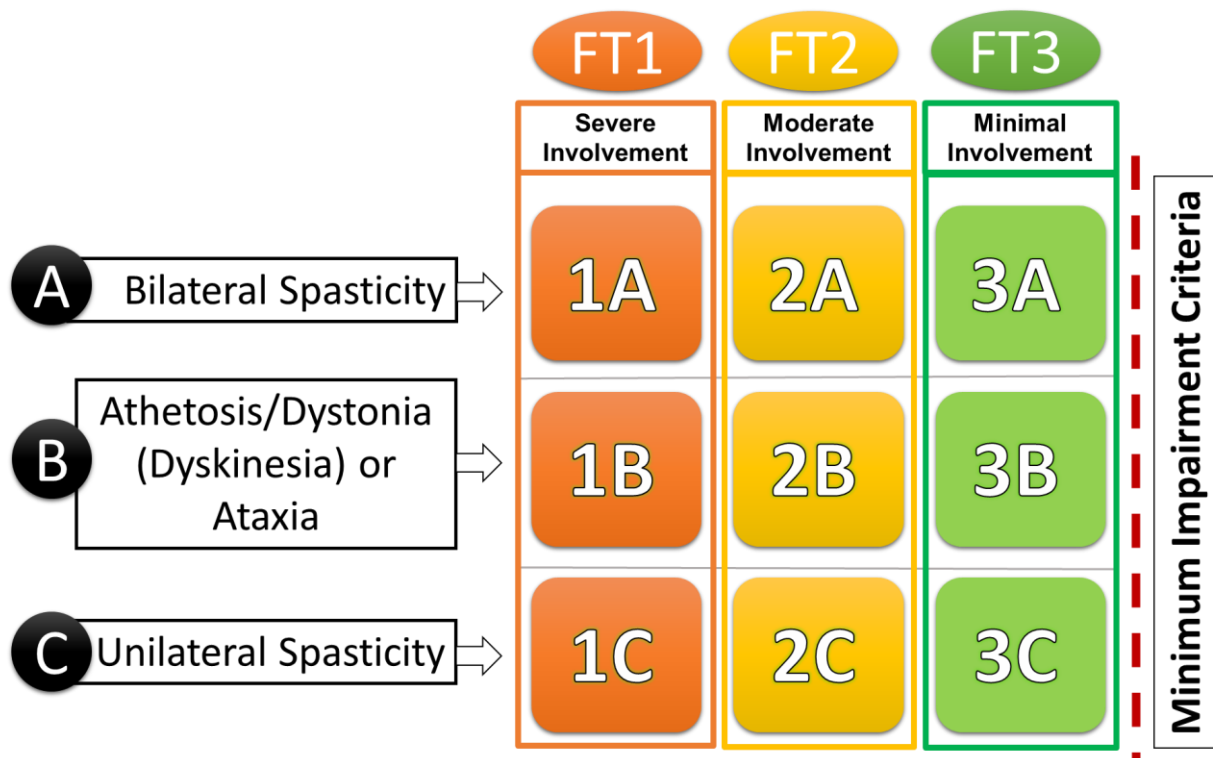 FT1 FT2 FT3
Severe Involvement
Moderate Involvement
Minimal Involvement
A Bilateral Spasticity
1A 2A 3A
B Athetosis/Dystonia
(Dyskinesia) or
Ataxia
1B 2B 3B
C Unilateral Spasticity
1C 2C 3C
Minimum Impairment Criteria